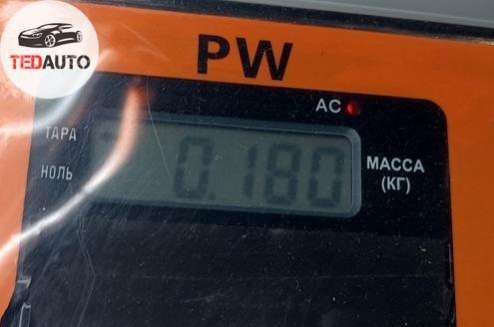 TEDAUTO
PW
AC
ТАРА
НОЛЬ
0.180
МАССА
(КГ)